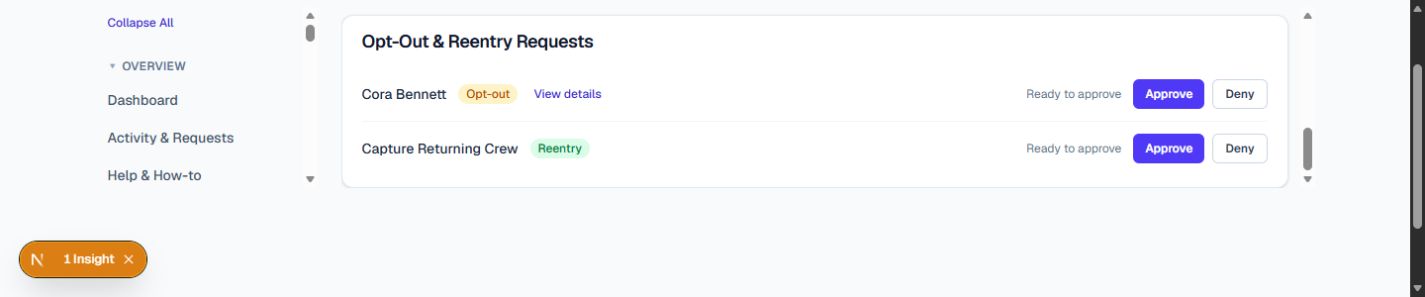 Collapse All
OVERVIEW
Dashboard
Activity & Requests
Help & How-to
Opt-Out & Reentry Requests
Cora Bennett Opt-out View details Ready to approve Approve Deny
Capture Returning Crew Reentry Ready to approve Approve Deny
N 1 Insight